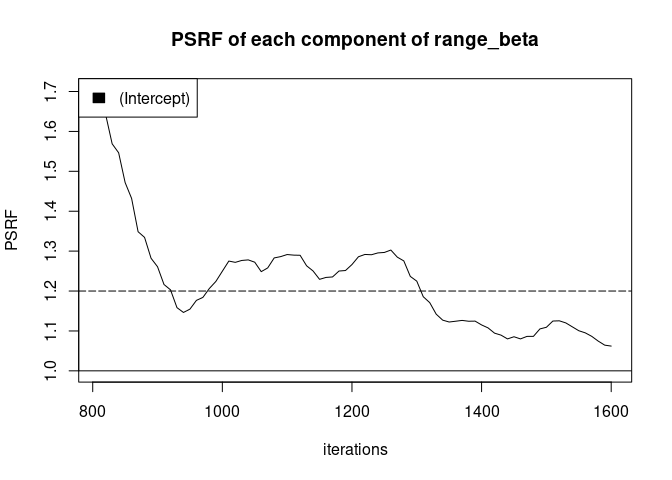 PSRF of each component of range_beta
(Intercept)
PSRF
1.7
1.6
1.5
1.4
1.3
1.2
1.1
1.0
800 1000 1200 1400 1600
iterations